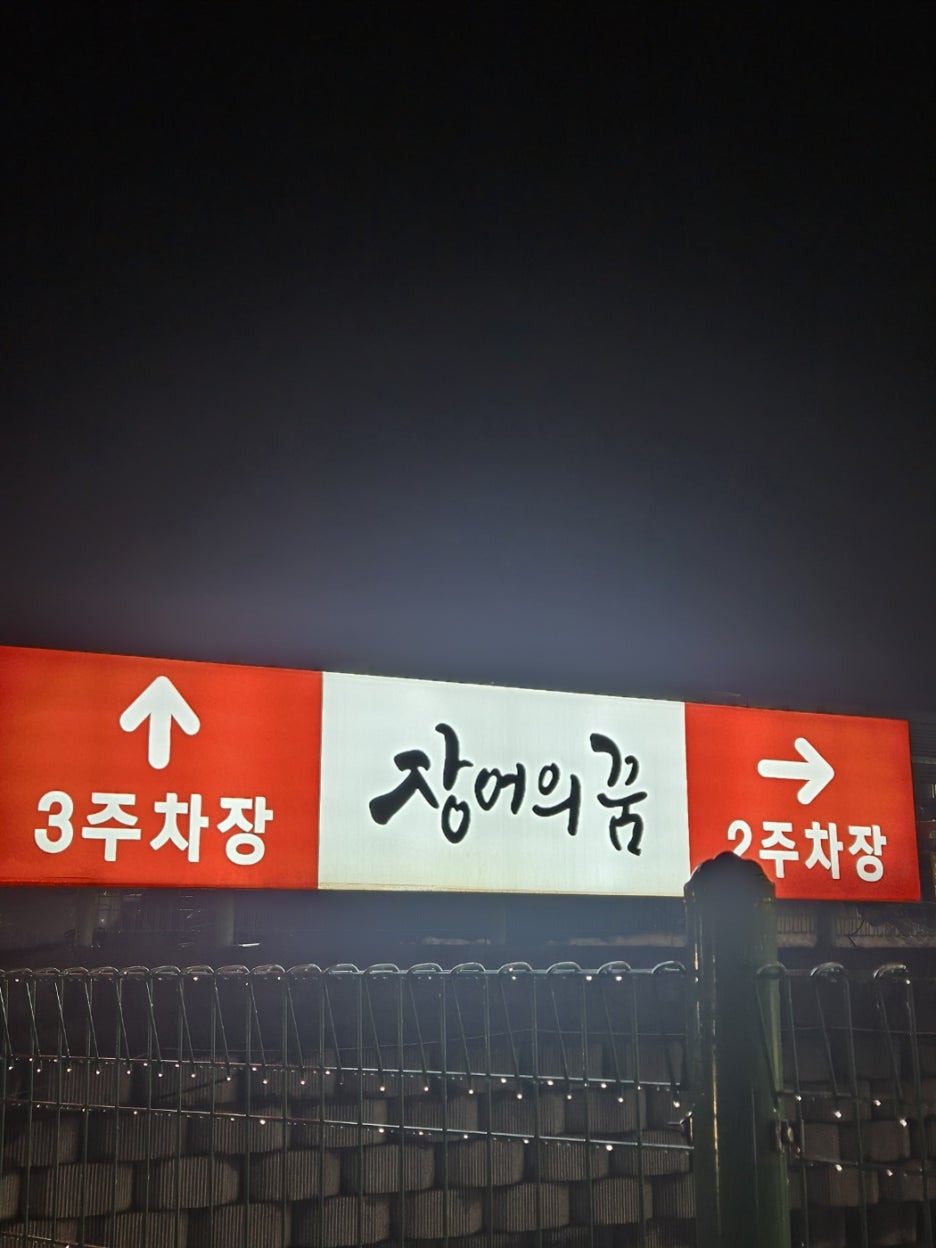 ↑
3주차장
장어의 꿈
→
2주차장